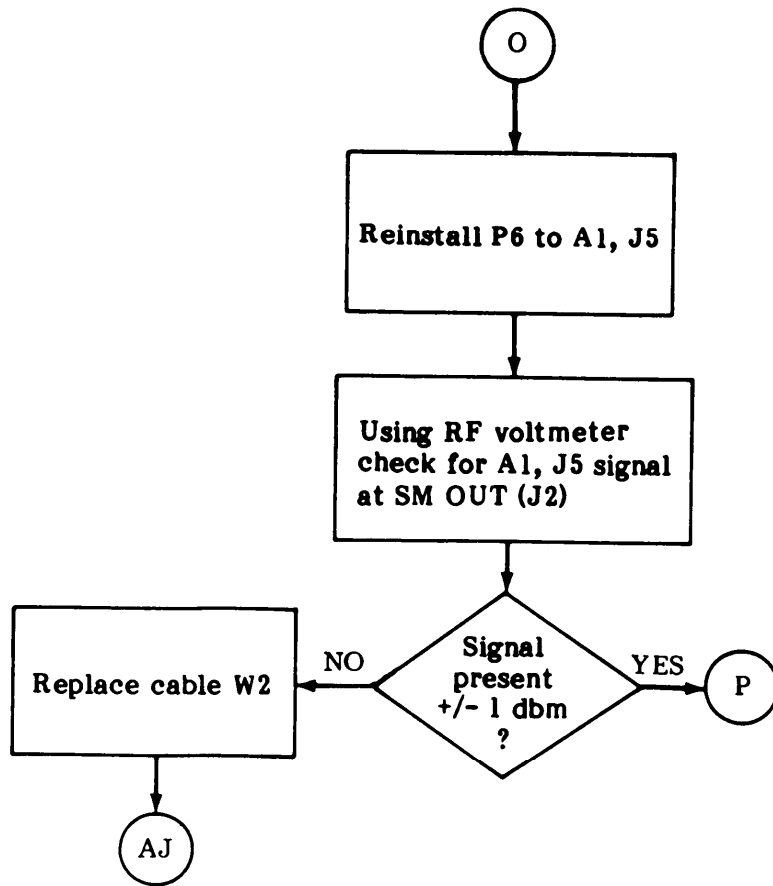 O
Reinstall P6 to A1, J5
Using RF voltmeter
check for A1, J5 signal
at SM OUT (J2)
Signal
present
+/- 1 dbm
?
NO
YES
Replace cable W2
P
AJ